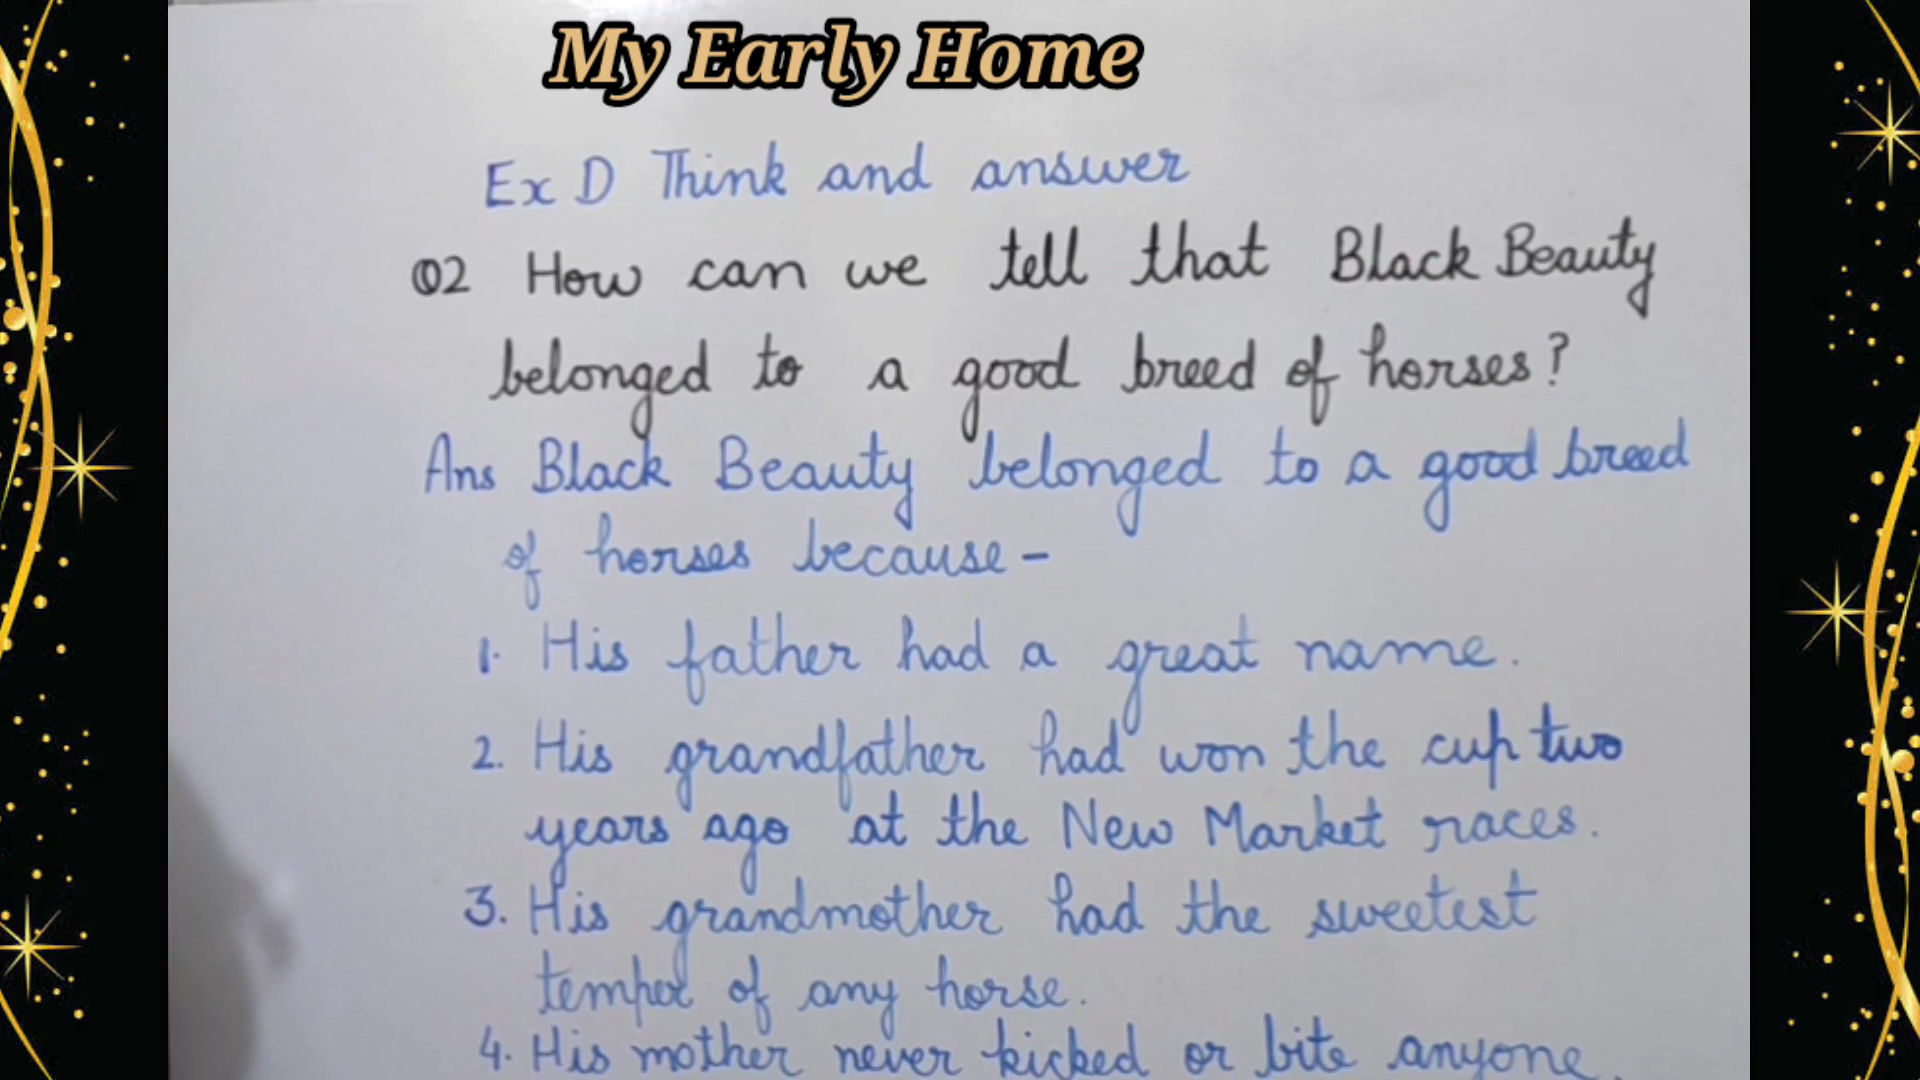 My Early Home
Ex D Think and answer
Q2 How can we tell that Black Beauty
belonged to a good breed of horses?
Ans Black Beauty belonged to a good breed
of horses because -
1. His father had a great name.
2. His grandfather had won the cup two
years ago at the New Market races.
3. His grandmother had the sweetest
temper of any horse.
4. His mother never kicked or bite anyone.